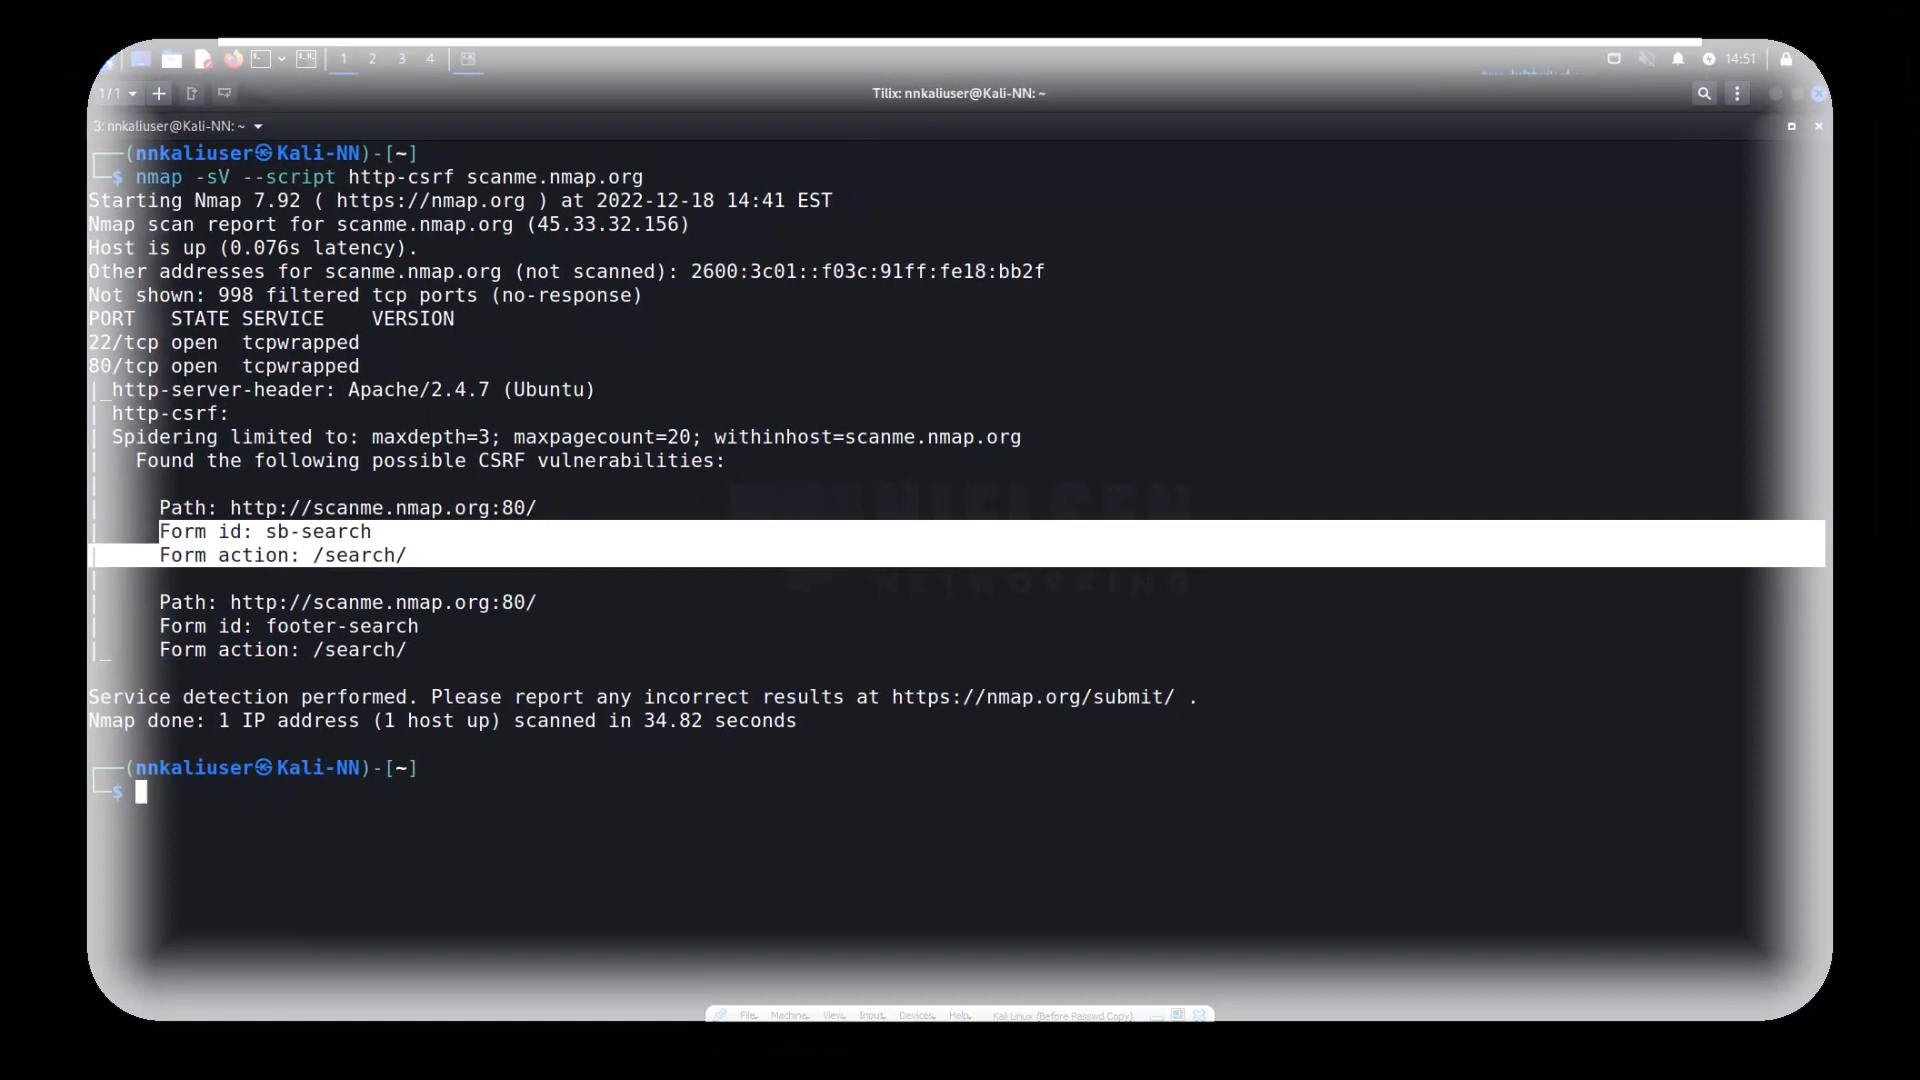 1 2 3 4 14:51
1/1 Tilix: nnkaliuser@Kali-NN: ~
3: nnkaliuser@Kali-NN: ~
(nnkaliuser㉿Kali-NN)-[~]
$ nmap -sV --script http-csrf scanme.nmap.org
Starting Nmap 7.92 ( https://nmap.org ) at 2022-12-18 14:41 EST
Nmap scan report for scanme.nmap.org (45.33.32.156)
Host is up (0.076s latency).
Other addresses for scanme.nmap.org (not scanned): 2600:3c01::f03c:91ff:fe18:bb2f
Not shown: 998 filtered tcp ports (no-response)
PORT   STATE SERVICE    VERSION
22/tcp open  tcpwrapped
80/tcp open  tcpwrapped
|_http-server-header: Apache/2.4.7 (Ubuntu)
| http-csrf:
| Spidering limited to: maxdepth=3; maxpagecount=20; withinhost=scanme.nmap.org
|   Found the following possible CSRF vulnerabilities:
|
|     Path: http://scanme.nmap.org:80/
|     Form id: sb-search
|     Form action: /search/
|
|     Path: http://scanme.nmap.org:80/
|     Form id: footer-search
|_    Form action: /search/
Service detection performed. Please report any incorrect results at https://nmap.org/submit/ .
Nmap done: 1 IP address (1 host up) scanned in 34.82 seconds
(nnkaliuser㉿Kali-NN)-[~]
$
NIELSEN
NETWORKING
File Machine View Input Devices Help Kali Linux (Before Passwd Copy)